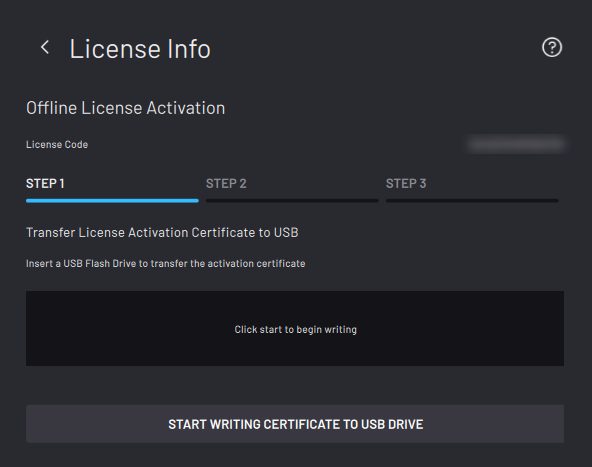 License Info
Offline License Activation
License Code
STEP 1
STEP 2
STEP 3
Transfer License Activation Certificate to USB
Insert a USB Flash Drive to transfer the activation certificate
Click start to begin writing
START WRITING CERTIFICATE TO USB DRIVE